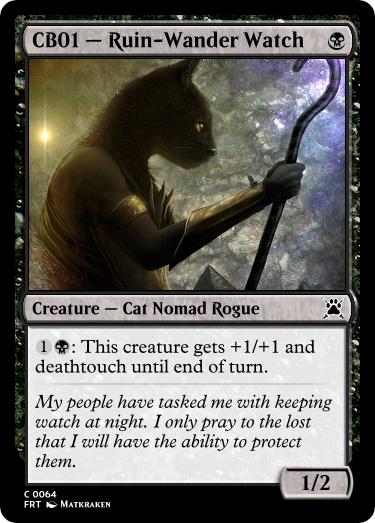 CB01 — Ruin-Wander Watch
Creature — Cat Nomad Rogue
1 : This creature gets +1/+1 and
deathtouch until end of turn.
My people have tasked me with keeping
watch at night. I only pray to the lost
that I will have the ability to protect
them.
1/2
C 0064
FRT Matkraken